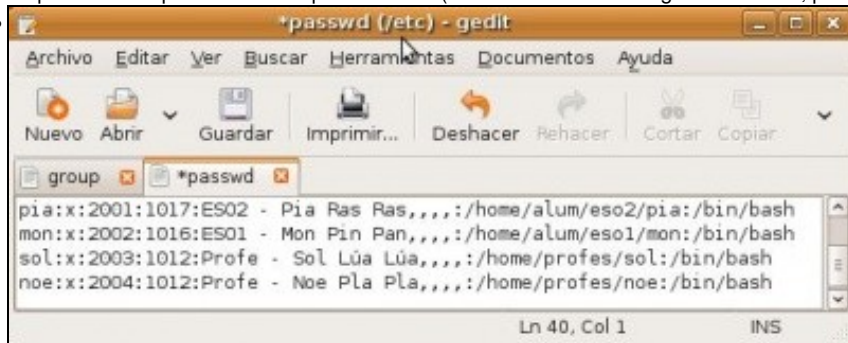 *passwd (/etc) - gedit
Archivo Editar Ver Buscar Herramientas Documentos Ayuda
Nuevo Abrir Guardar Imprimir... Deshacer Rehacer Cortar Copiar
group *passwd
pia:x:2001:1017:ESO2 - Pia Ras Ras,,,,:/home/alum/eso2/pia:/bin/bash
mon:x:2002:1016:ESO1 - Mon Pin Pan,,,,:/home/alum/eso1/mon:/bin/bash
sol:x:2003:1012:Profe - Sol Lúa Lúa,,,,:/home/profes/sol:/bin/bash
noe:x:2004:1012:Profe - Noe Pla Pla,,,,:/home/profes/noe:/bin/bash
Ln 40, Col 1 INS